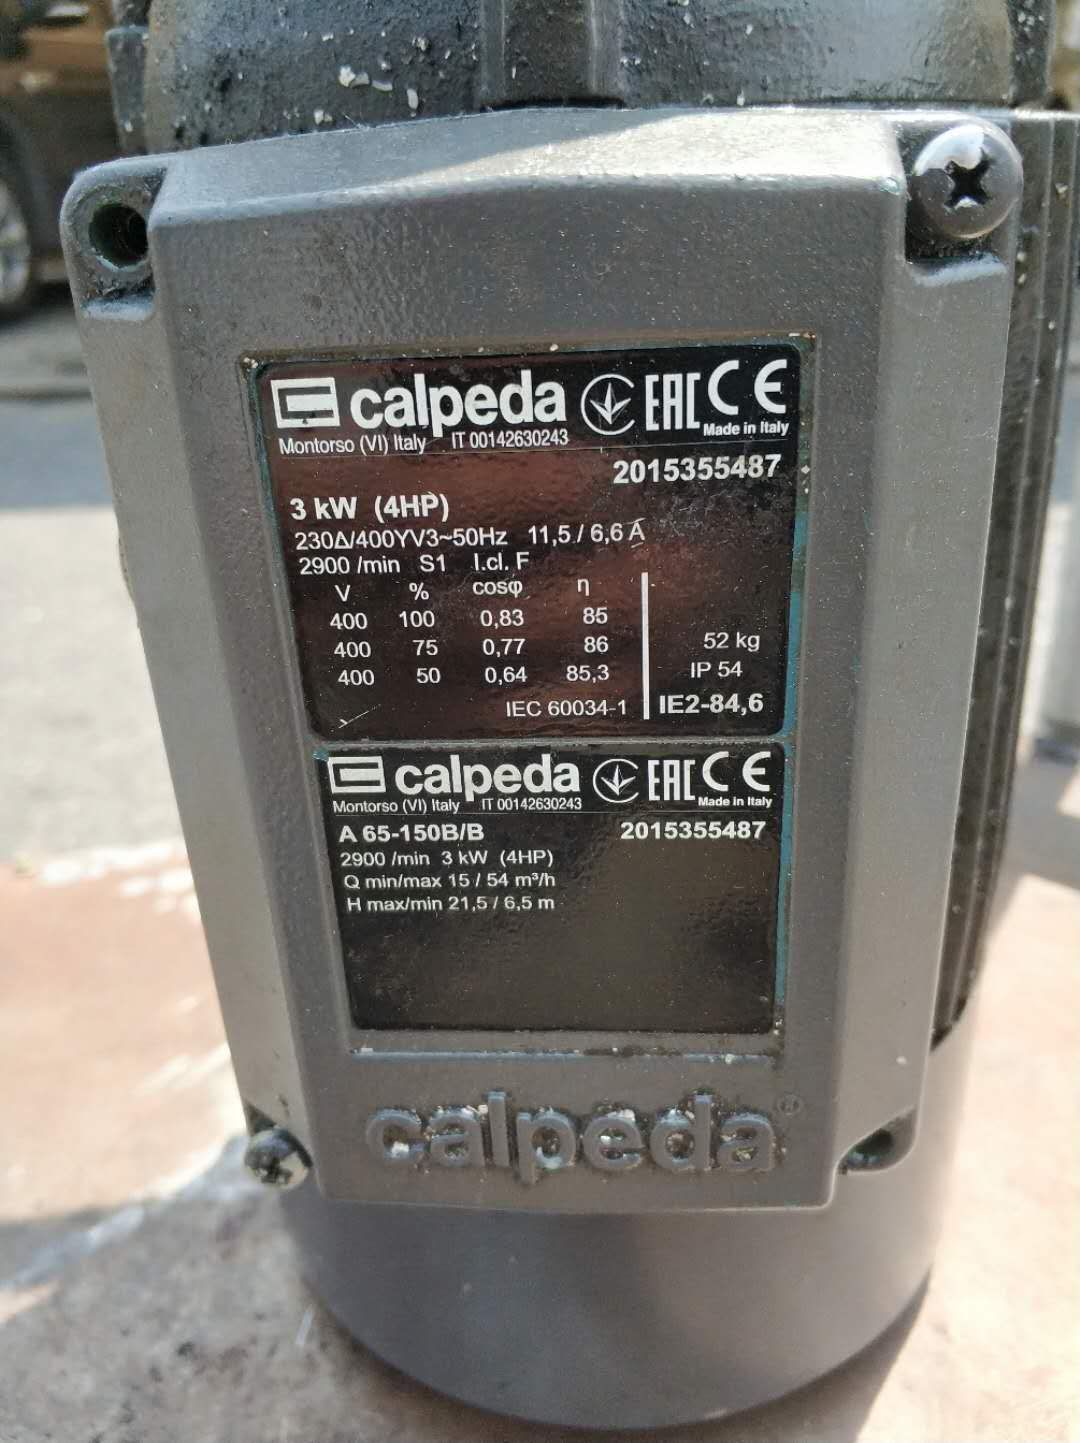 calpeda EAC CE
Made in Italy
Montorso (VI) Italy IT 00142630243
2015355487
3 kW (4HP)
230Δ/400YV3~50Hz 11,5 / 6,6 A
2900 /min S1 I.cl. F
V % cosφ η
400 100 0,83 85
400 75 0,77 86
400 50 0,64 85,3
52 kg
IP 54
IEC 60034-1 IE2-84,6
calpeda EAC CE
Made in Italy
Montorso (VI) Italy IT 00142630243
A 65-150B/B 2015355487
2900 /min 3 kW (4HP)
Q min/max 15 / 54 m³/h
H max/min 21,5 / 6,5 m
calpeda®